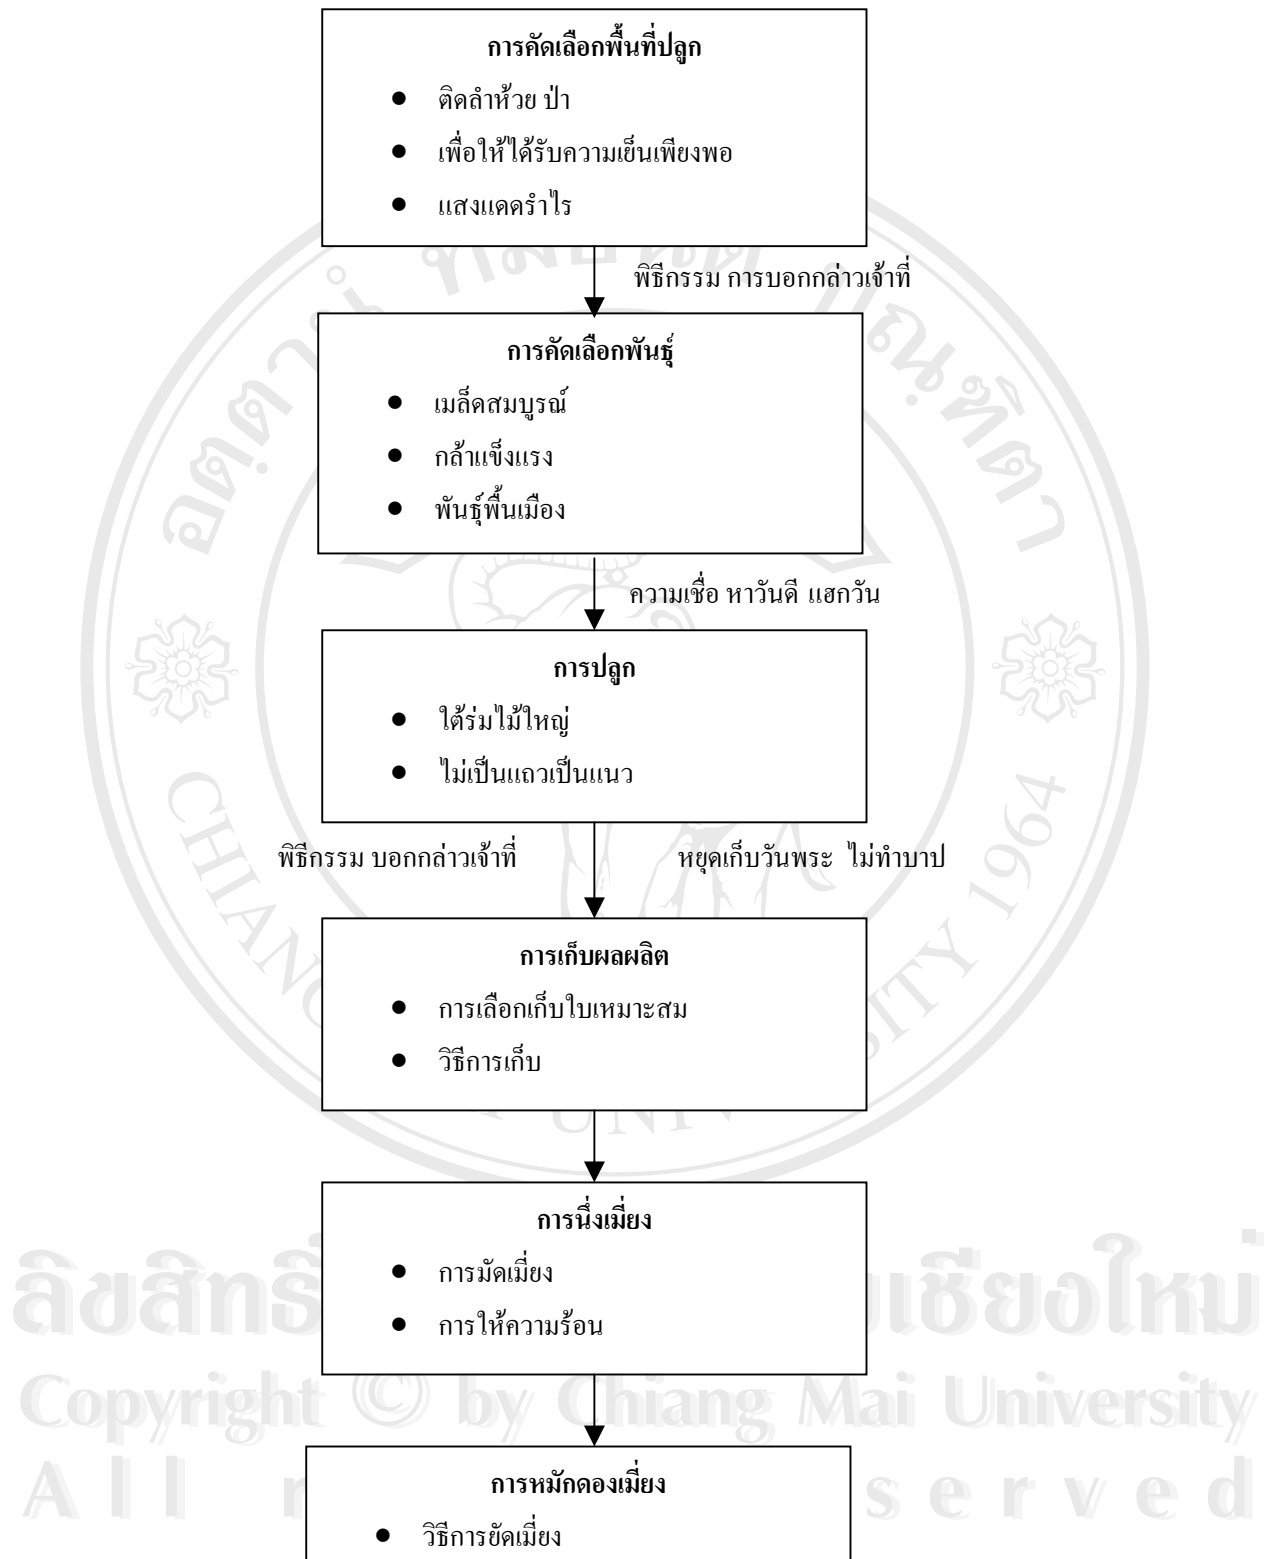 การคัดเลือกพื้นที่ปลูก
● ติดลำห้วย ป่า
● เพื่อให้ได้รับความเย็นเพียงพอ
● แสงแดดรำไร
พิธีกรรม การบอกกล่าวเจ้าที่
การคัดเลือกพันธุ์
● เมล็ดสมบูรณ์
● กล้าแข็งแรง
● พันธุ์พื้นเมือง
ความเชื่อ หาวันดี แฮกวัน
การปลูก
● ใต้ร่มไม้ใหญ่
● ไม่เป็นแถวเป็นแนว
พิธีกรรม บอกกล่าวเจ้าที่ หยุดเก็บวันพระ ไม่ทำบาป
การเก็บผลผลิต
● การเลือกเก็บใบเหมาะสม
● วิธีการเก็บ
การนึ่งเมี่ยง
● การมัดเมี่ยง
● การให้ความร้อน
การหมักดองเมี่ยง
● วิธีการยัดเมี่ยง
เชียงใหม่
Copyright © by Chiang Mai University
All
1964